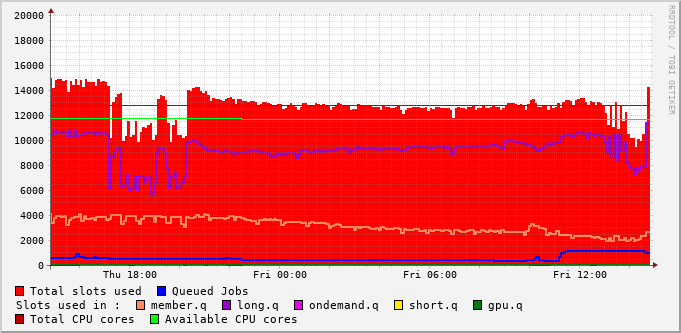 20000
18000
16000
14000
12000
10000
8000
6000
4000
2000
0
Thu 18:00 Fri 00:00 Fri 06:00 Fri 12:00
Total slots used Queued Jobs
Slots used in : member.q long.q ondemand.q short.q gpu.q
Total CPU cores Available CPU cores
RRDTOOL / TOBI OETIKER